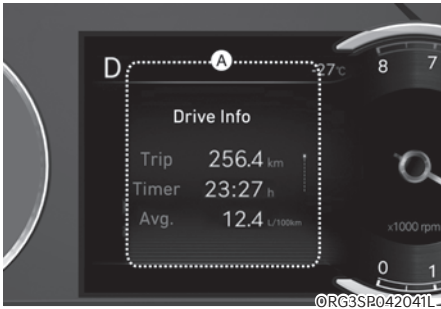 D
A
27°C
Drive Info
Trip 256.4 km
Timer 23:27 h
Avg. 12.4 L/100km
8 7
x1000 rpm
0 1
ORG3SP042041L